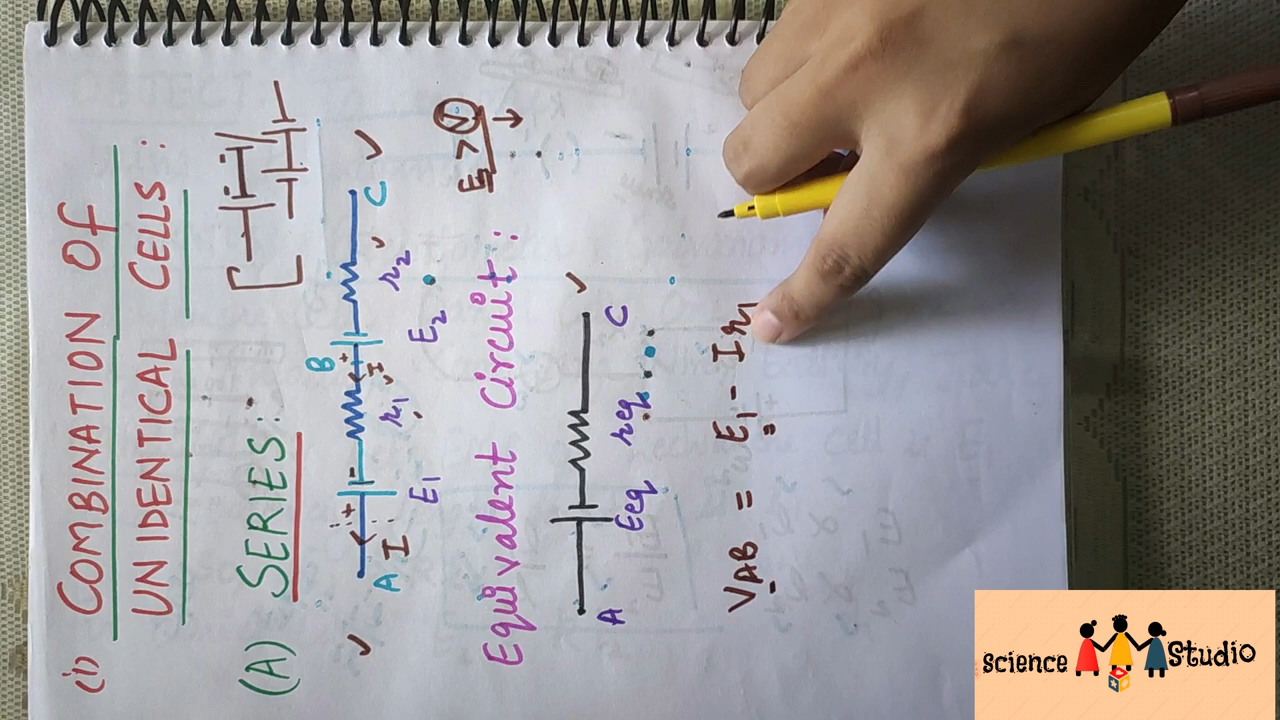 (i) COMBINATION OF
UNIDENTICAL CELLS:
(A) SERIES:
B
A I + - r₁ I + r₂ C
E₁ E₂
E > V
Equivalent Circuit:
A Eeq req C
VAB = E₁ - Ir₁
Science Studio